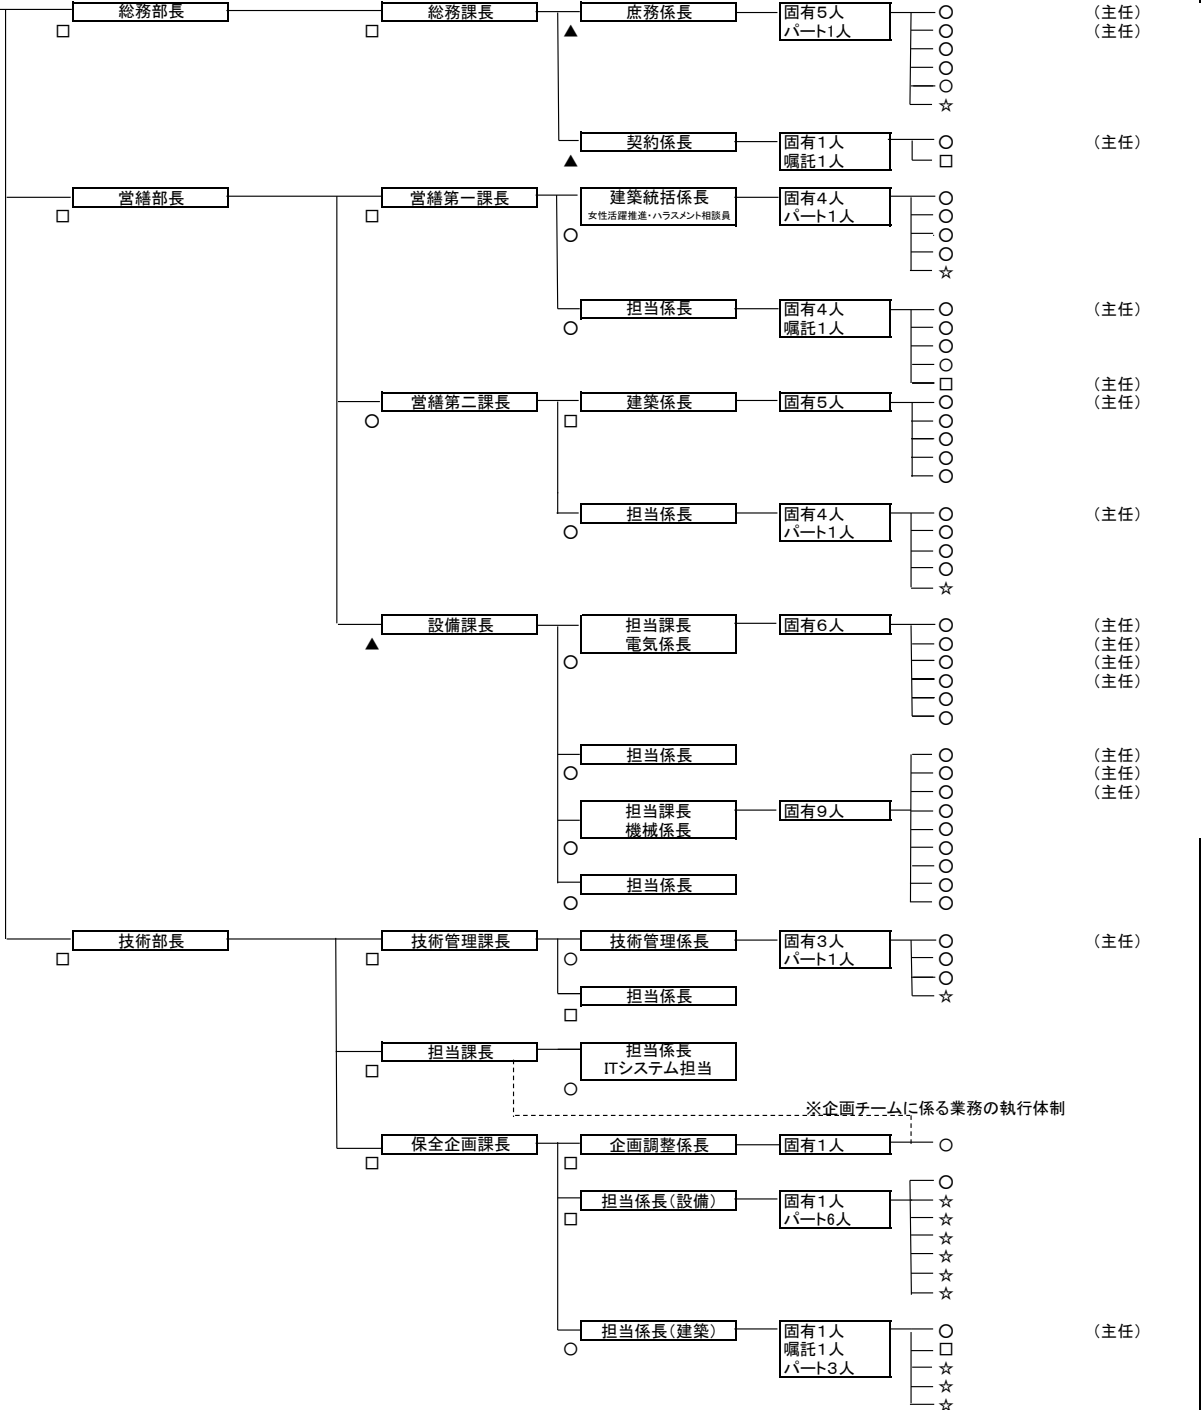 総務部長 総務課長 庶務係長 固有5人 ○ (主任)
□ □ ▲ パート1人 ○ (主任)
○
○
○
☆
契約係長 固有1人 ○ (主任)
▲ 嘱託1人 □
営繕部長 営繕第一課長 建築統括係長 固有4人 ○
□ □ 女性活躍推進・ハラスメント相談員 パート1人 ○
○ ○
○
☆
担当係長 固有4人 ○ (主任)
○ 嘱託1人 ○
○
○
□ (主任)
営繕第二課長 建築係長 固有5人 ○ (主任)
○ □ ○
○
○
○
担当係長 固有4人 ○ (主任)
○ パート1人 ○
○
○
☆
設備課長 担当課長 固有6人 ○ (主任)
▲ 電気係長 ○ (主任)
○ ○ (主任)
○ (主任)
○
○
担当係長 ○ (主任)
○ ○ (主任)
○ (主任)
担当課長 固有9人 ○
機械係長 ○
○ ○
○
担当係長 ○
○ ○
技術部長 技術管理課長 技術管理係長 固有3人 ○ (主任)
□ □ ○ パート1人 ○
○
担当係長 ☆
□
担当課長 担当係長
□ ITシステム担当
○
※企画チームに係る業務の執行体制
保全企画課長 企画調整係長 固有1人 ○
□ □
○
担当係長(設備) 固有1人 ☆
□ パート6人 ☆
☆
☆
☆
☆
担当係長(建築) 固有1人 ○ (主任)
○ 嘱託1人 □
パート3人 ☆
☆
☆